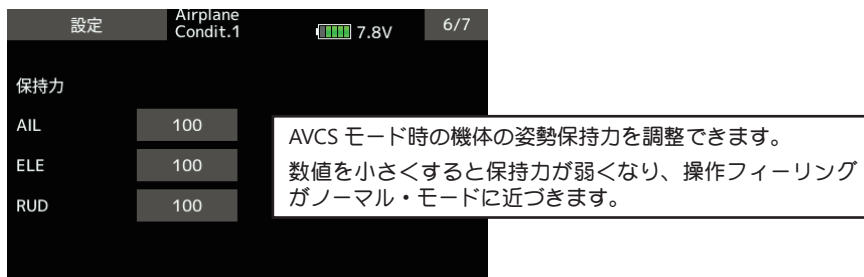 設定 Airplane Condit.1 7.8V 6/7
保持力
AIL 100
ELE 100
RUD 100
AVCS モード時の機体の姿勢保持力を調整できます。
数値を小さくすると保持力が弱くなり、操作フィーリング
がノーマル・モードに近づきます。